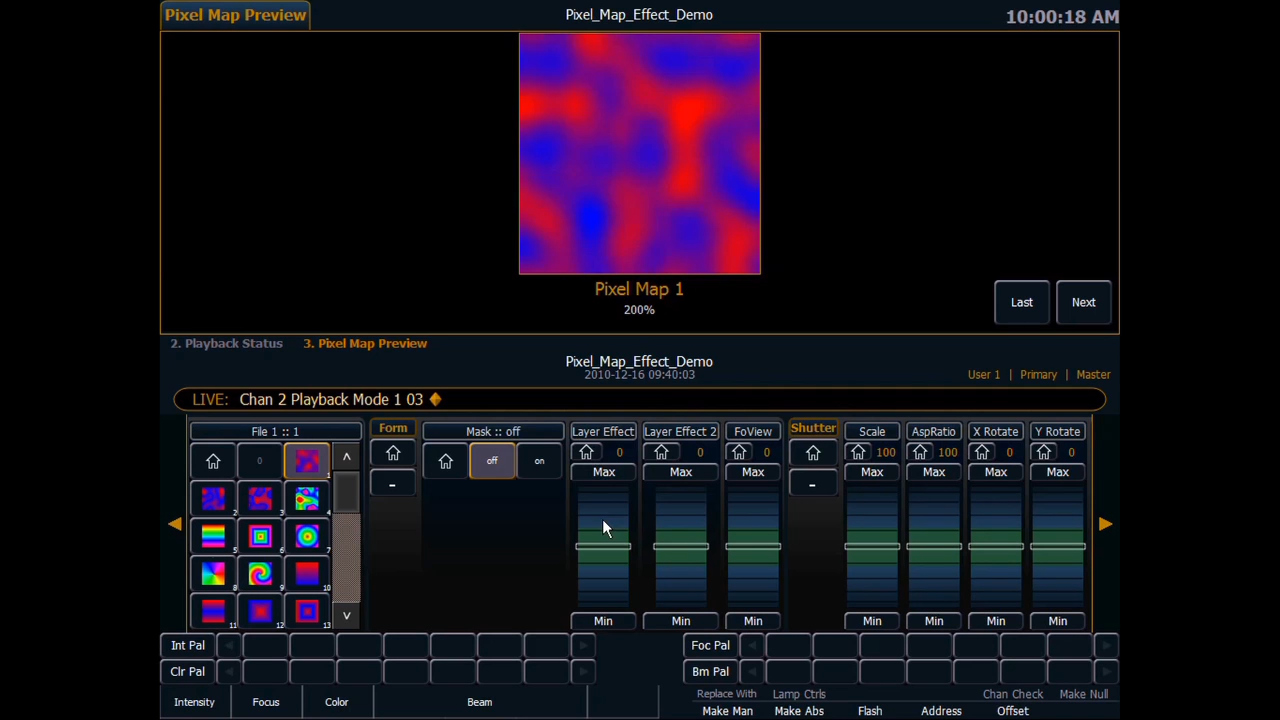 Pixel Map Preview
Pixel_Map_Effect_Demo
10:00:18 AM
Pixel Map 1
200%
Last
Next
2. Playback Status
3. Pixel Map Preview
Pixel_Map_Effect_Demo
2010-12-16 09:40:03
User 1 | Primary | Master
LIVE: Chan 2 Playback Mode 1 03
File 1 :: 1
Form
Mask :: off
Layer Effect
Layer Effect 2
FoView
Shutter
Scale
AspRatio
X Rotate
Y Rotate
0
off
on
0
0
0
100
100
0
0
1
-
Max
Max
Max
-
Max
Max
Max
Max
2
3
4
5
6
7
8
9
10
11
12
13
Min
Min
Min
Min
Min
Min
Min
Int Pal
Foc Pal
Clr Pal
Bm Pal
Intensity
Focus
Color
Beam
Replace With
Lamp Ctrls
Chan Check
Make Null
Make Man
Make Abs
Flash
Address
Offset